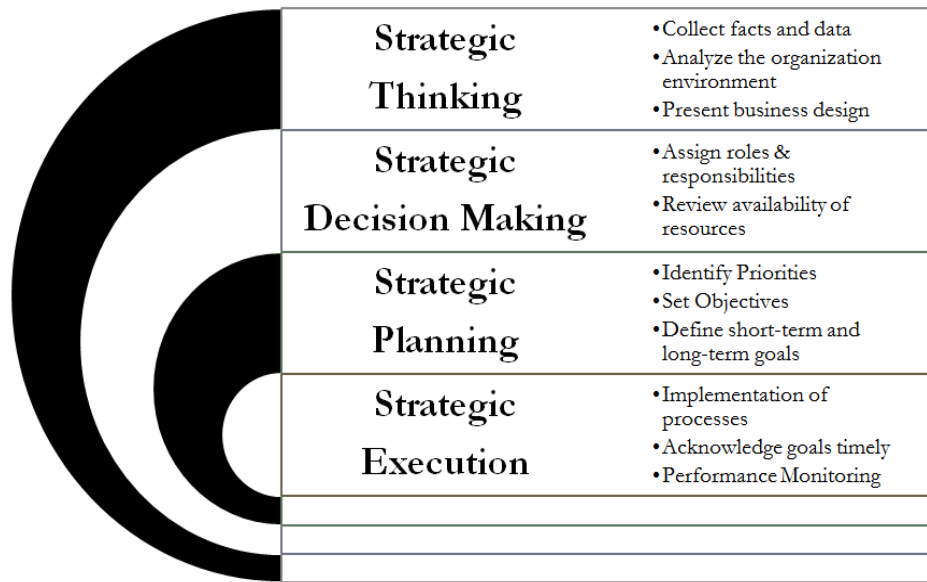 Strategic
Thinking
•Collect facts and data
•Analyze the organization
environment
•Present business design
Strategic
Decision Making
•Assign roles &
responsibilities
•Review availability of
resources
Strategic
Planning
•Identify Priorities
•Set Objectives
•Define short-term and
long-term goals
Strategic
Execution
•Implementation of
processes
•Acknowledge goals timely
•Performance Monitoring